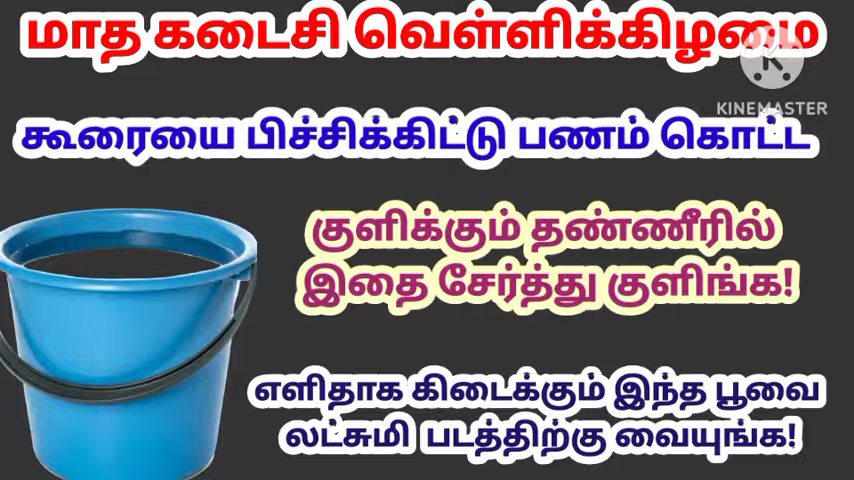 மாத கடைசி வெள்ளிக்கிழமை
KINEMASTER
கூரையை பிச்சிக்கிட்டு பணம் கொட்ட
குளிக்கும் தண்ணீரில்
இதை சேர்த்து குளிங்க!
எளிதாக கிடைக்கும் இந்த பூவை
லட்சுமி படத்திற்கு வையுங்க!